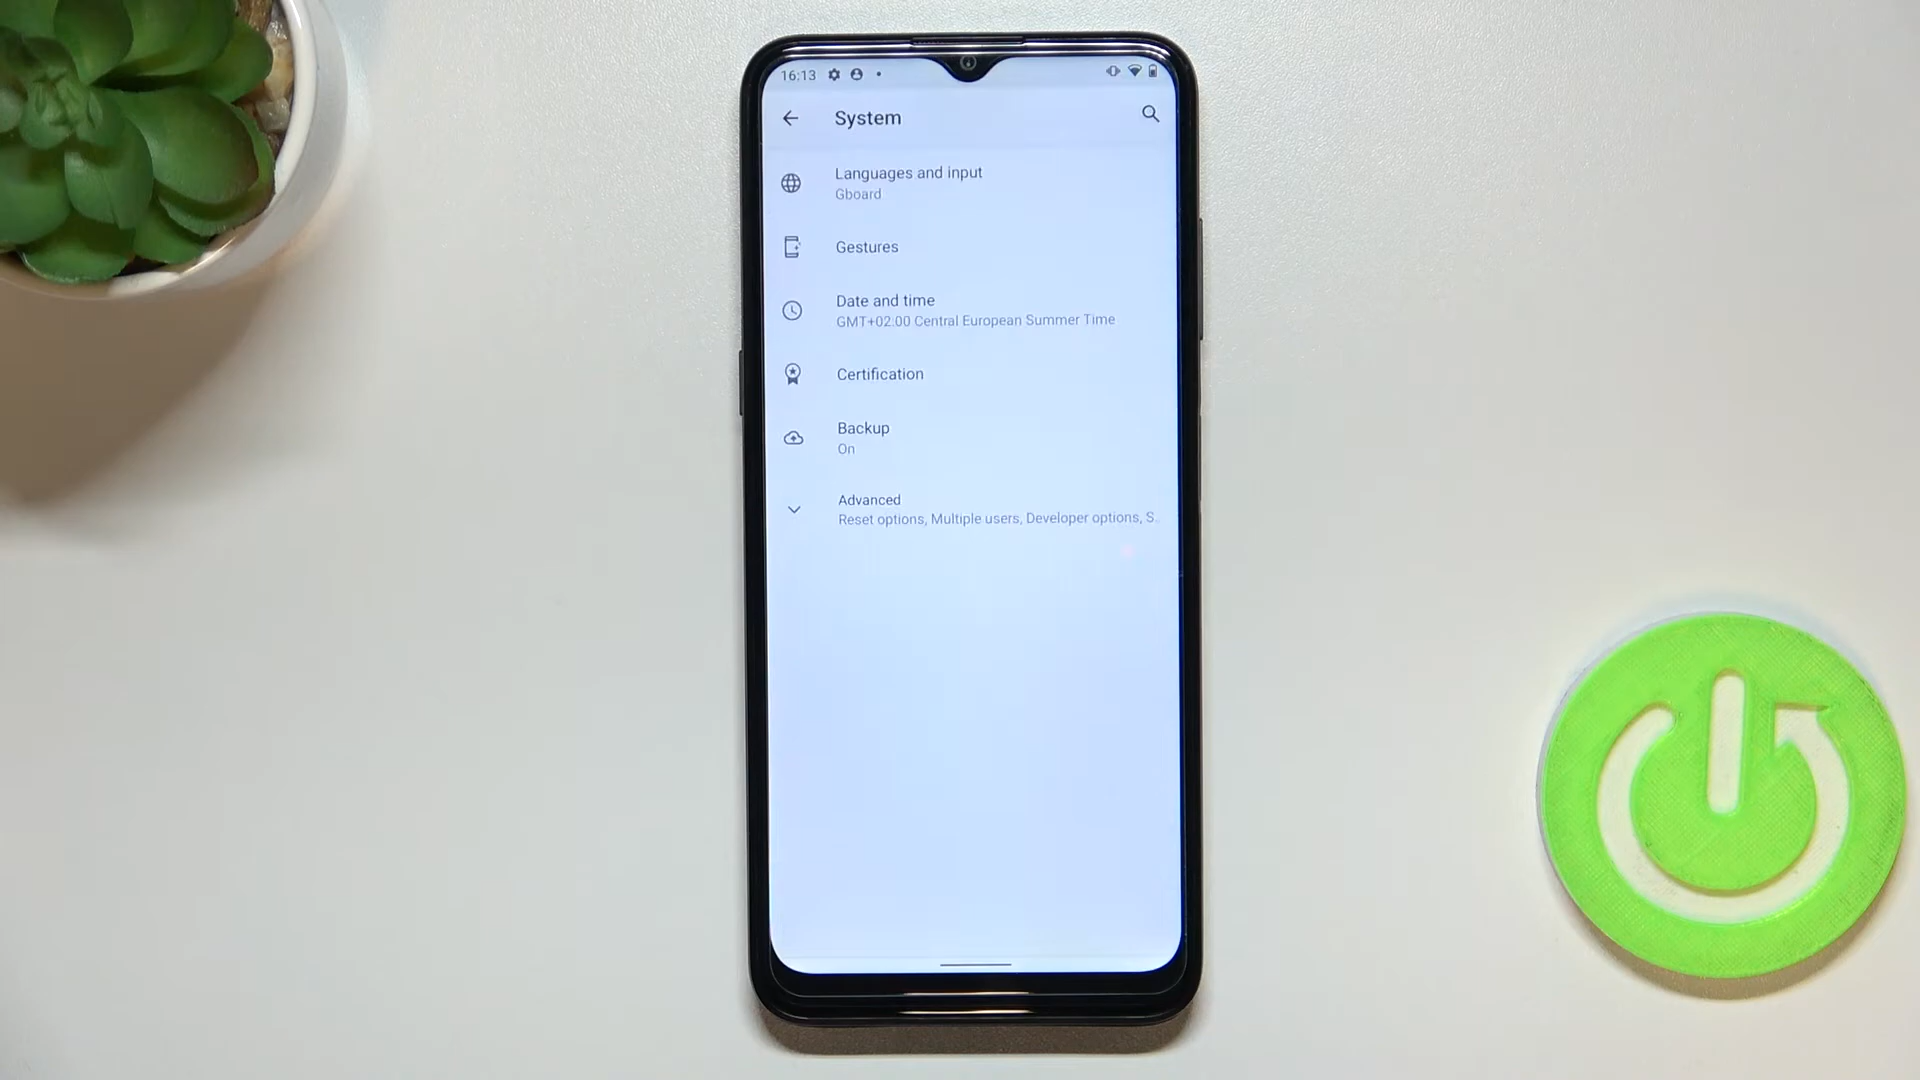 16:13
System
Languages and input
Gboard
Gestures
Date and time
GMT+02:00 Central European Summer Time
Certification
Backup
On
Advanced
Reset options, Multiple users, Developer options, S..